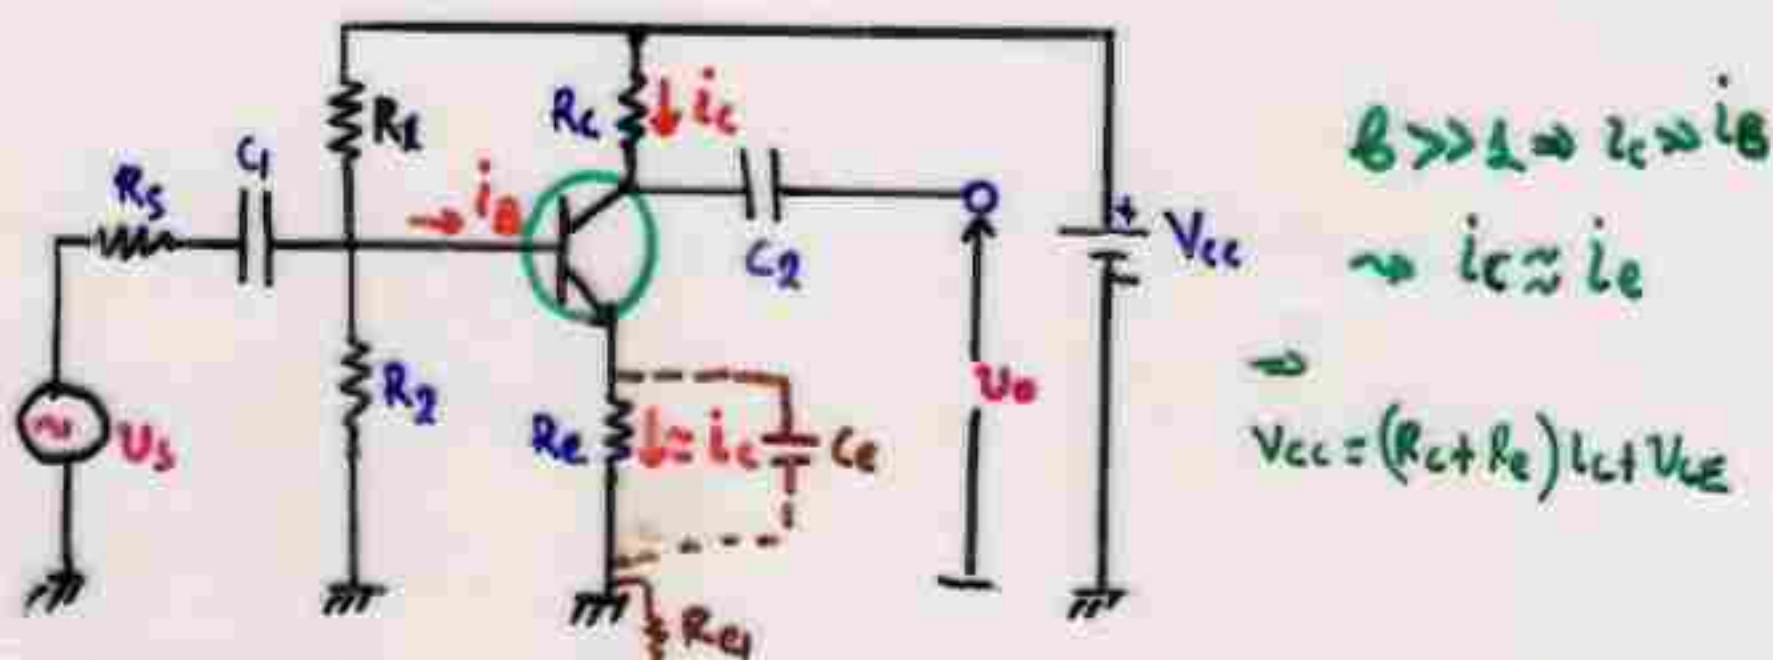 R1
Rc
ic
Rs
C1
iB
C2
+
Vcc
R2
~
Us
Re
≃ ic
Ce
vo
Re1
β >> 1 ⇒ ic >> iB
⇝ ic ≈ ie
⇒
Vcc = (Rc + Re) ic + VCE